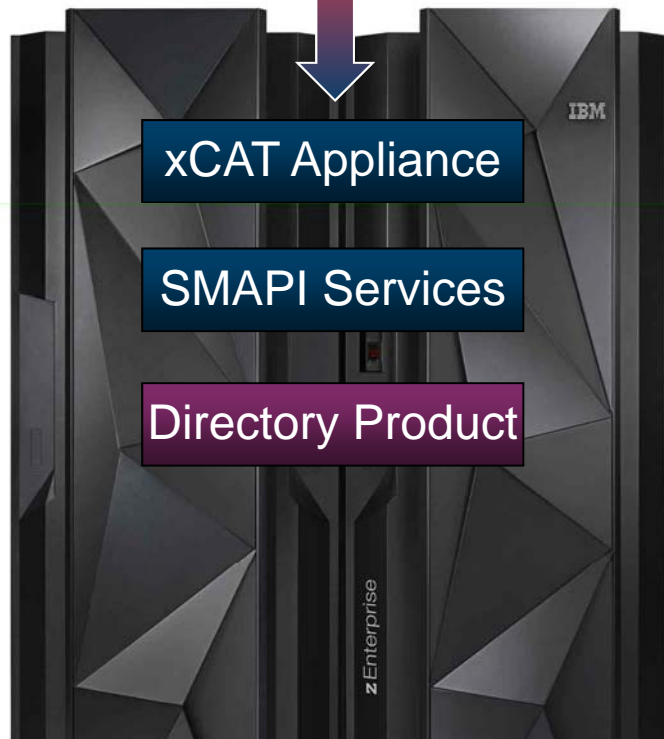 IBM
xCAT Appliance
SMAPI Services
Directory Product
zEnterprise